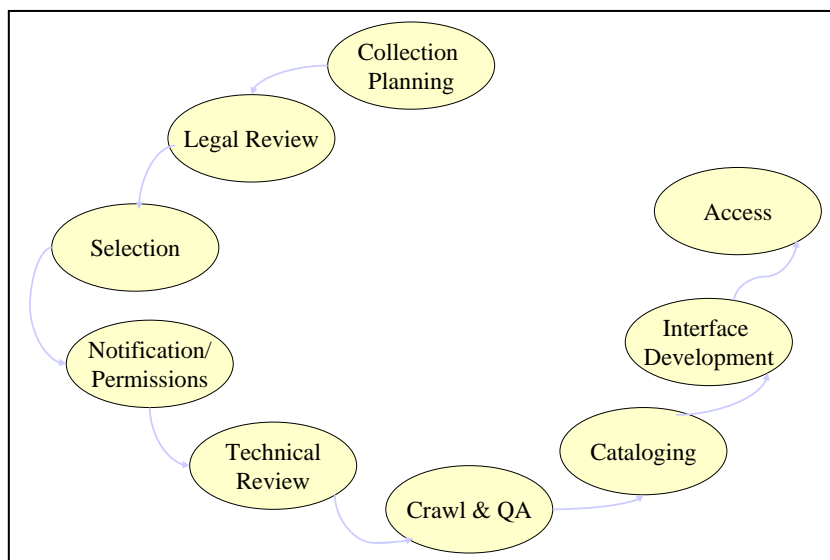 Collection
Planning
Legal Review
Selection
Notification/
Permissions
Technical
Review
Crawl & QA
Cataloging
Interface
Development
Access